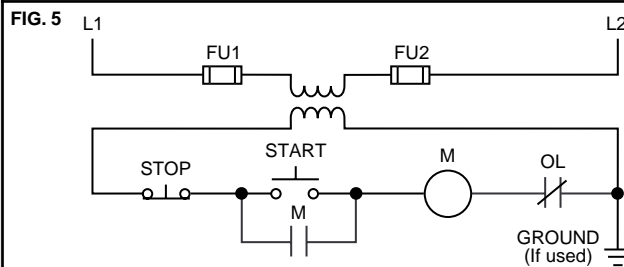 FIG. 5 L1 L2
FU1 FU2
STOP START M OL
M
GROUND
(If used)